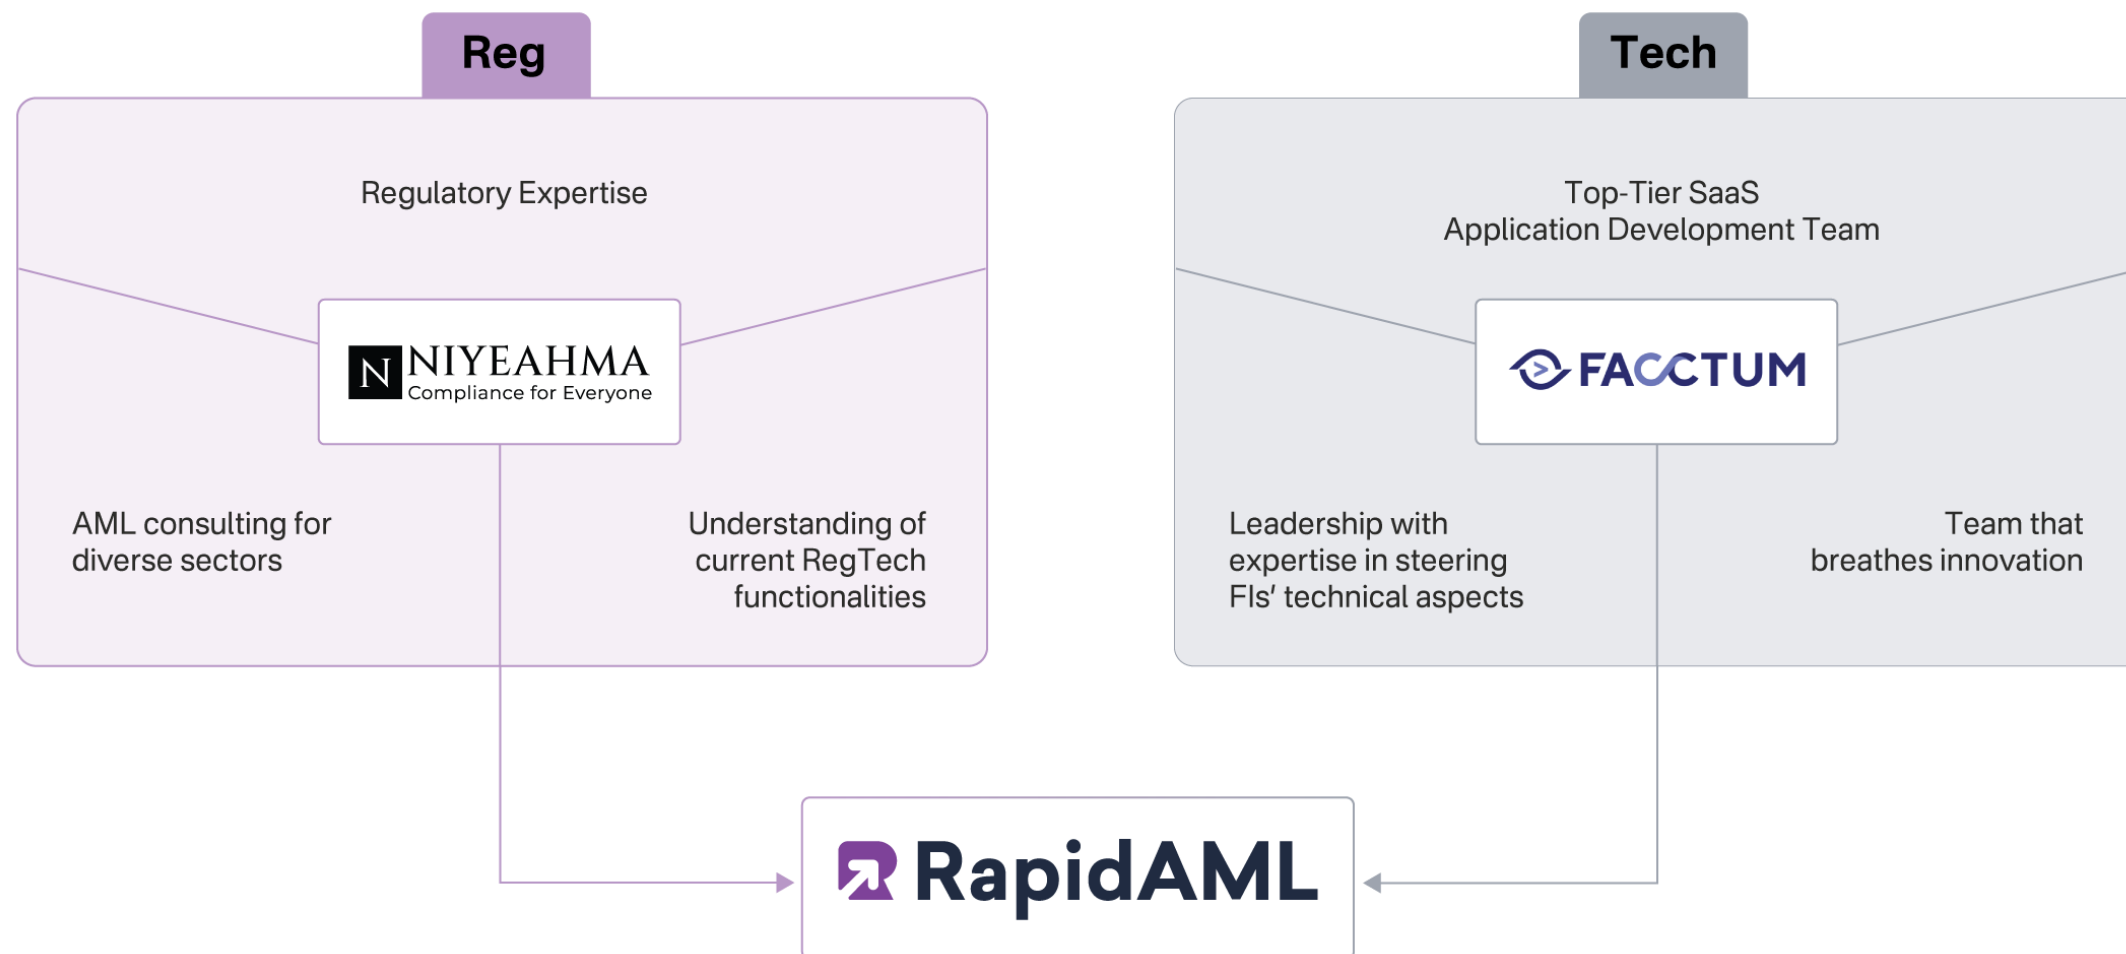 Reg
Regulatory Expertise
N NIYEAHMA
Compliance for Everyone
AML consulting for
diverse sectors
Understanding of
current RegTech
functionalities
Tech
Top-Tier SaaS
Application Development Team
FACCTUM
Leadership with
expertise in steering
FIs’ technical aspects
Team that
breathes innovation
RapidAML